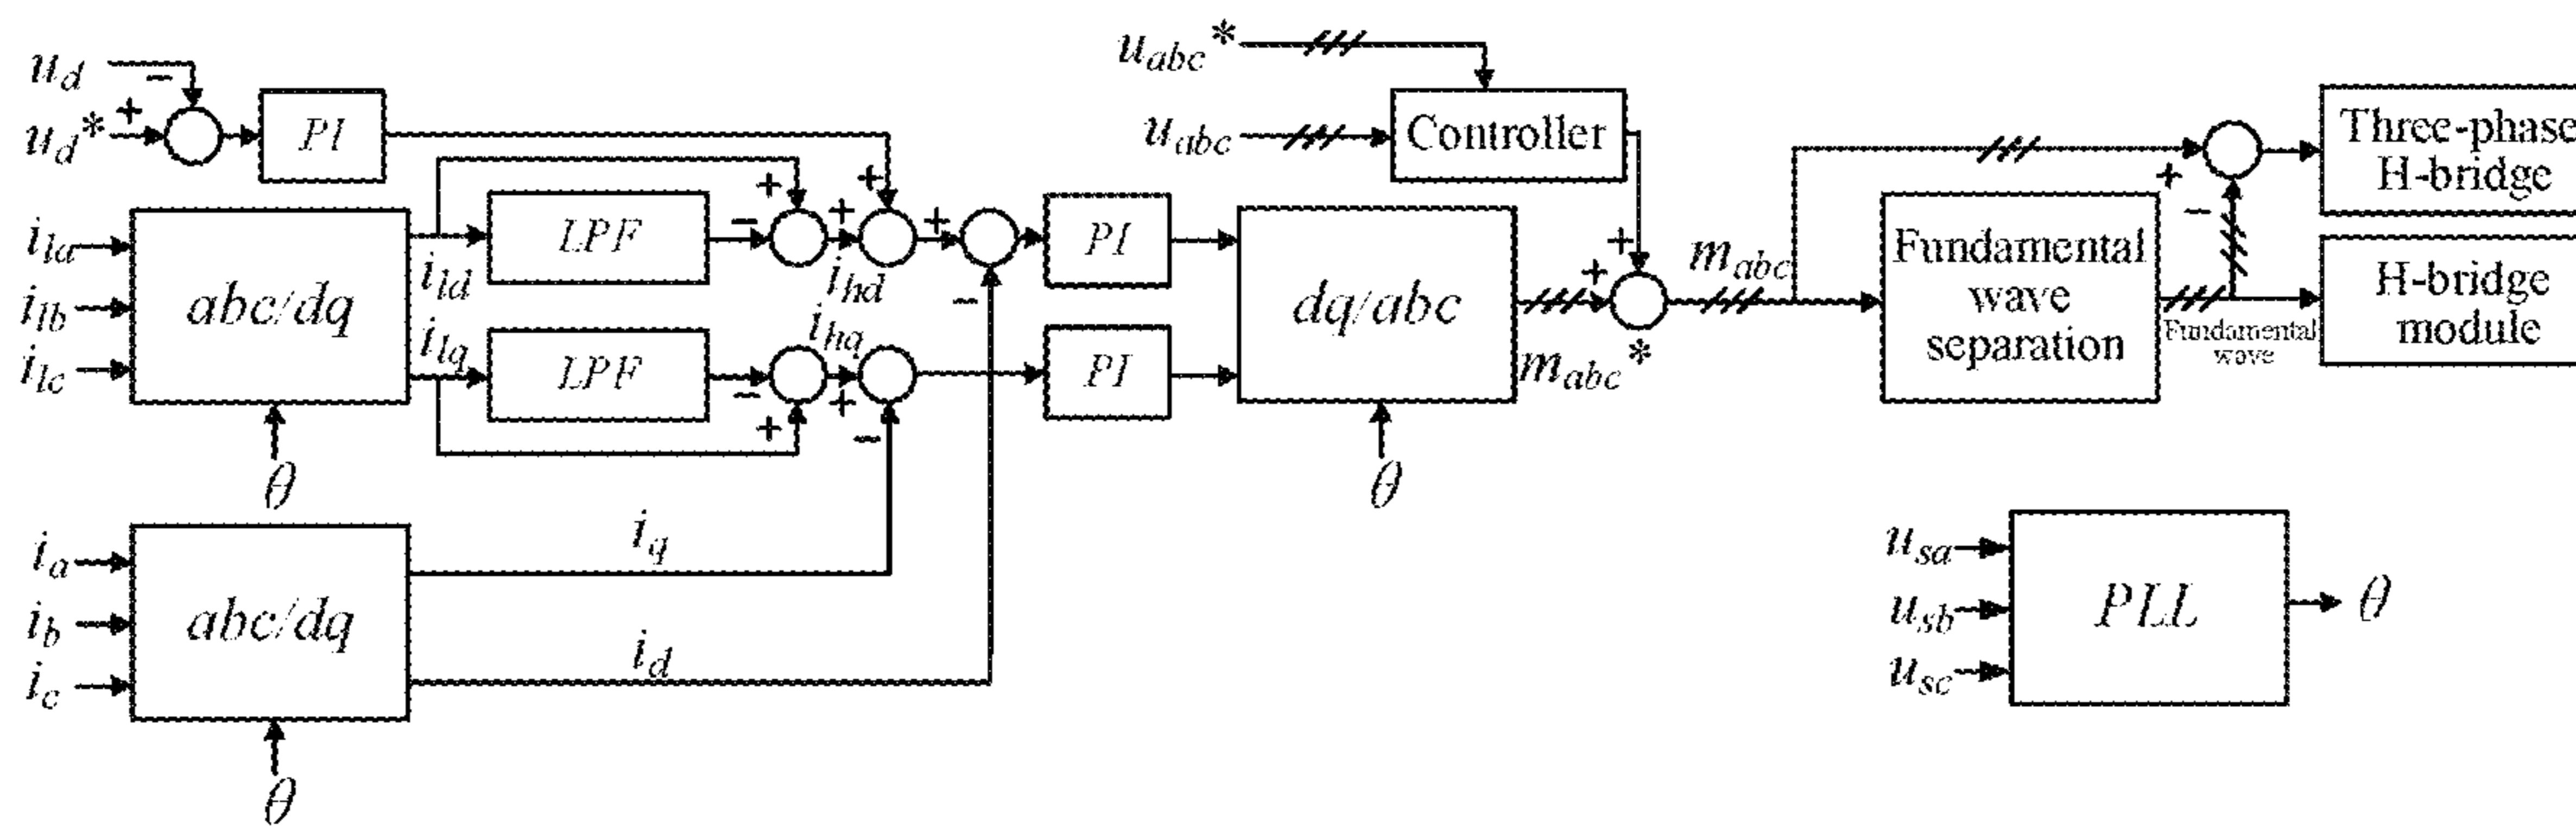 u_d
u_d*
PI
i_la
i_lb
i_lc
abc/dq
θ
i_ld
i_lq
LPF
LPF
i_hd
i_hq
+
−
+
−
+
+
+
−
−
+
+
−
PI
PI
i_a
i_b
i_c
abc/dq
θ
i_q
i_d
u_abc*
u_abc
Controller
dq/abc
θ
+
+
m_abc*
m_abc
Fundamental
wave
separation
Fundamental
wave
+
−
Three-phase
H-bridge
H-bridge
module
u_sa
u_sb
u_sc
PLL
θ